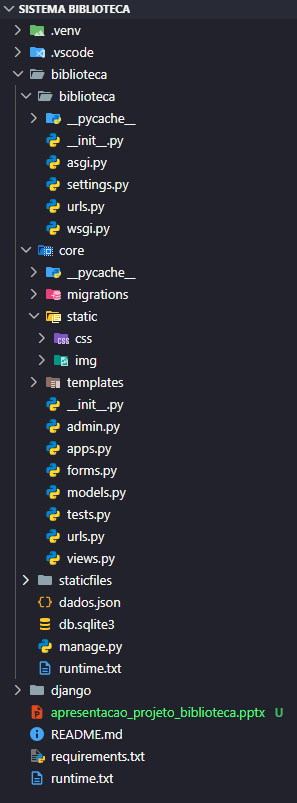 SISTEMA BIBLIOTECA
.venv
.vscode
biblioteca
biblioteca
__pycache__
__init__.py
asgi.py
settings.py
urls.py
wsgi.py
core
__pycache__
migrations
static
css
img
templates
__init__.py
admin.py
apps.py
forms.py
models.py
tests.py
urls.py
views.py
staticfiles
dados.json
db.sqlite3
manage.py
runtime.txt
django
apresentacao_projeto_biblioteca.pptx U
README.md
requirements.txt
runtime.txt